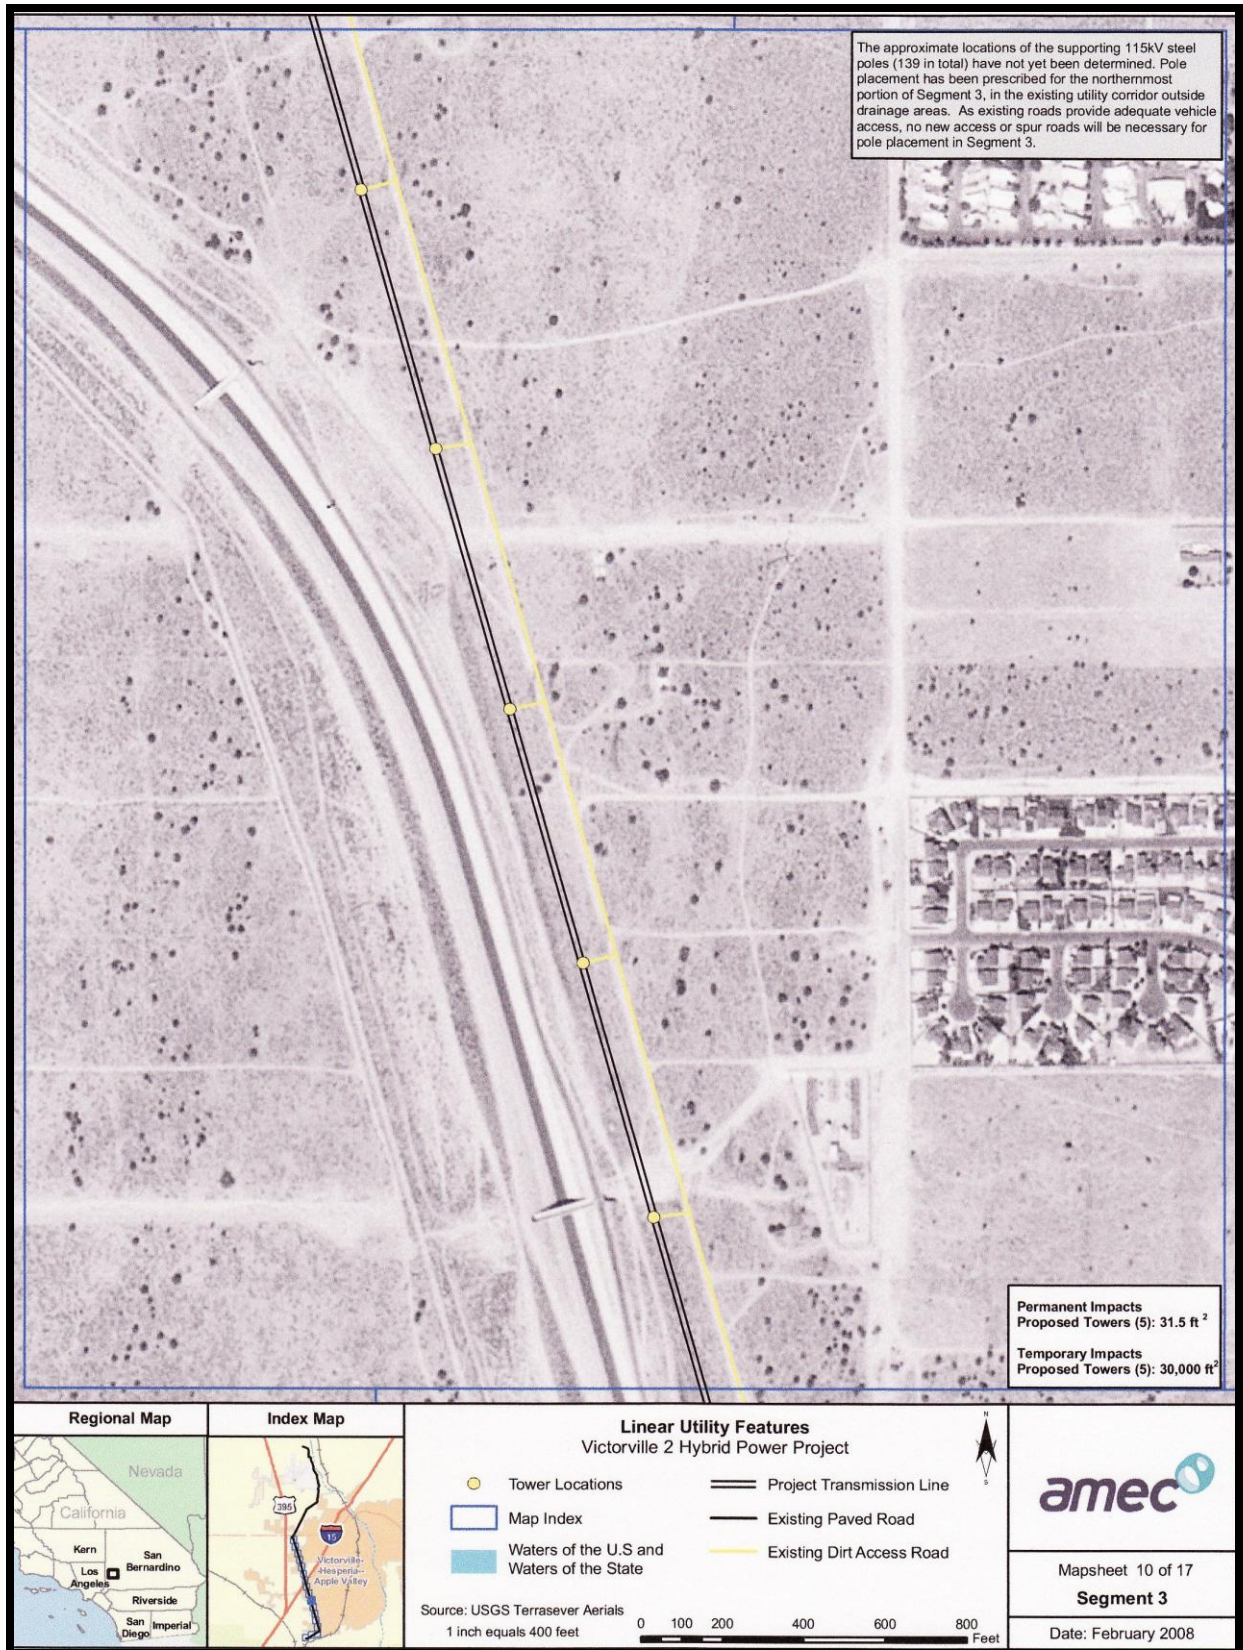 The approximate locations of the supporting 115kV steel
poles (139 in total) have not yet been determined. Pole
placement has been prescribed for the northernmost
portion of Segment 3, in the existing utility corridor outside
drainage areas. As existing roads provide adequate vehicle
access, no new access or spur roads will be necessary for
pole placement in Segment 3.
Permanent Impacts
Proposed Towers (5): 31.5 ft 2
Temporary Impacts
Proposed Towers (5): 30,000 ft2
Regional Map
Nevada
California
Kern
San
Bernardino
Los
Angeles
Riverside
San
Diego
Imperial
Index Map
395
15
Victorville-
-Hesperia--
Apple Valley
Linear Utility Features
Victorville 2 Hybrid Power Project
N
S
Tower Locations
Project Transmission Line
Map Index
Existing Paved Road
Waters of the U.S and
Waters of the State
Existing Dirt Access Road
Source: USGS Terrasever Aerials
1 inch equals 400 feet
0 100 200 400 600 800
Feet
amec
Mapsheet 10 of 17
Segment 3
Date: February 2008